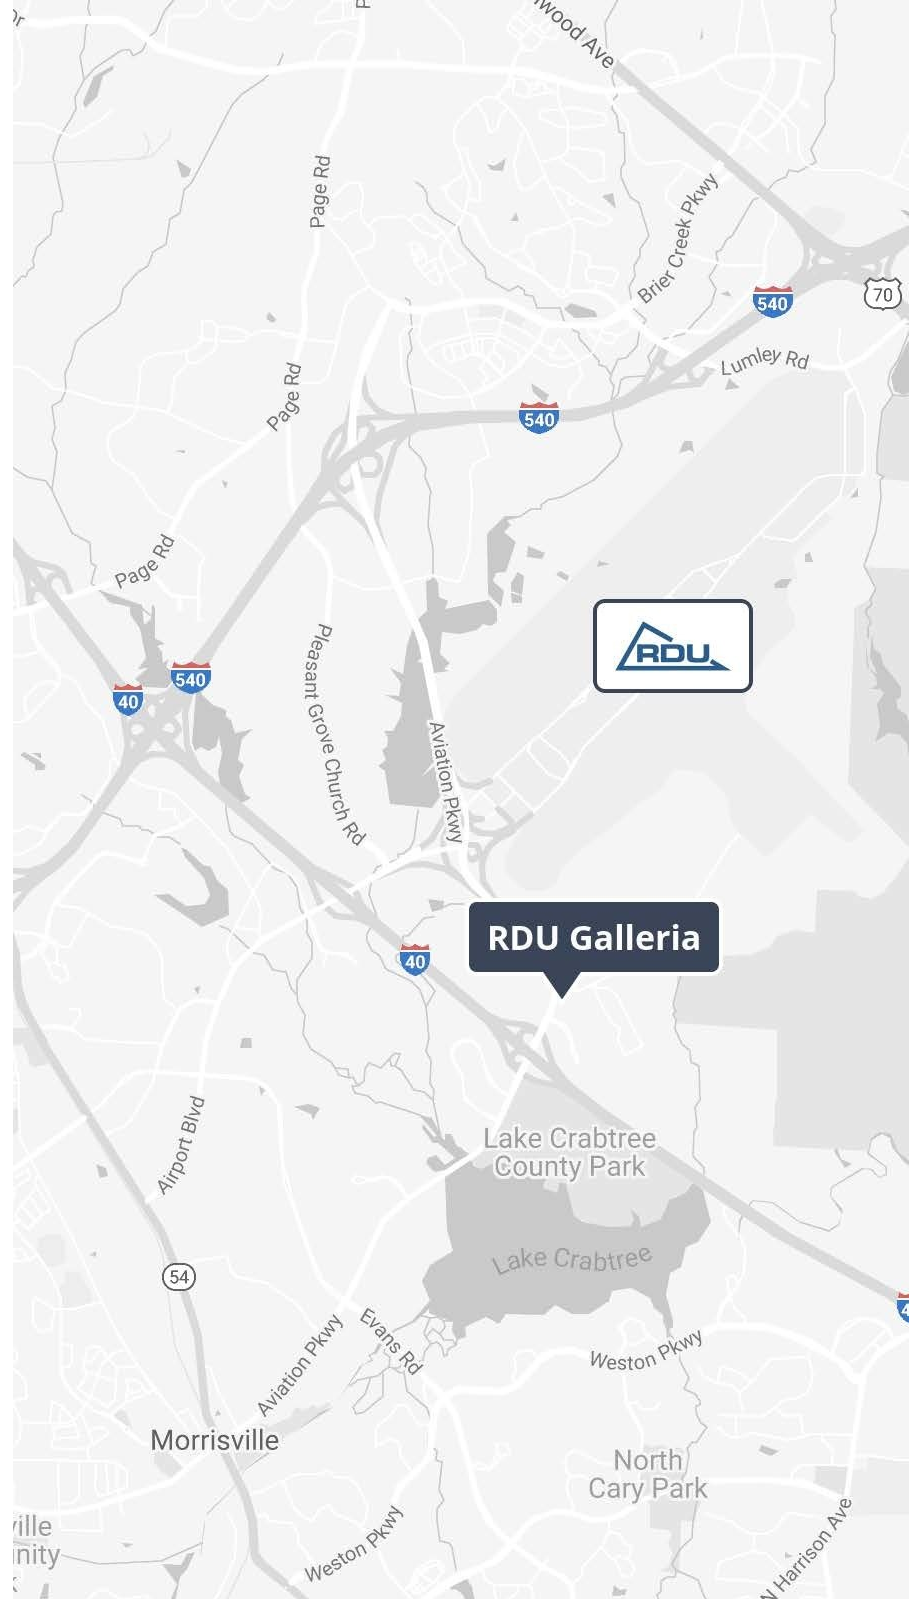 Page Rd
Brier Creek Pkwy
540
70
Lumley Rd
Page Rd
540
Page Rd
RDU
Pleasant Grove Church Rd
540
40
Aviation Pkwy
RDU Galleria
40
Airport Blvd
Lake Crabtree
County Park
Lake Crabtree
54
Aviation Pkwy
Evans Rd
Weston Pkwy
Morrisville
North
Cary Park
Weston Pkwy
N Harrison Ave